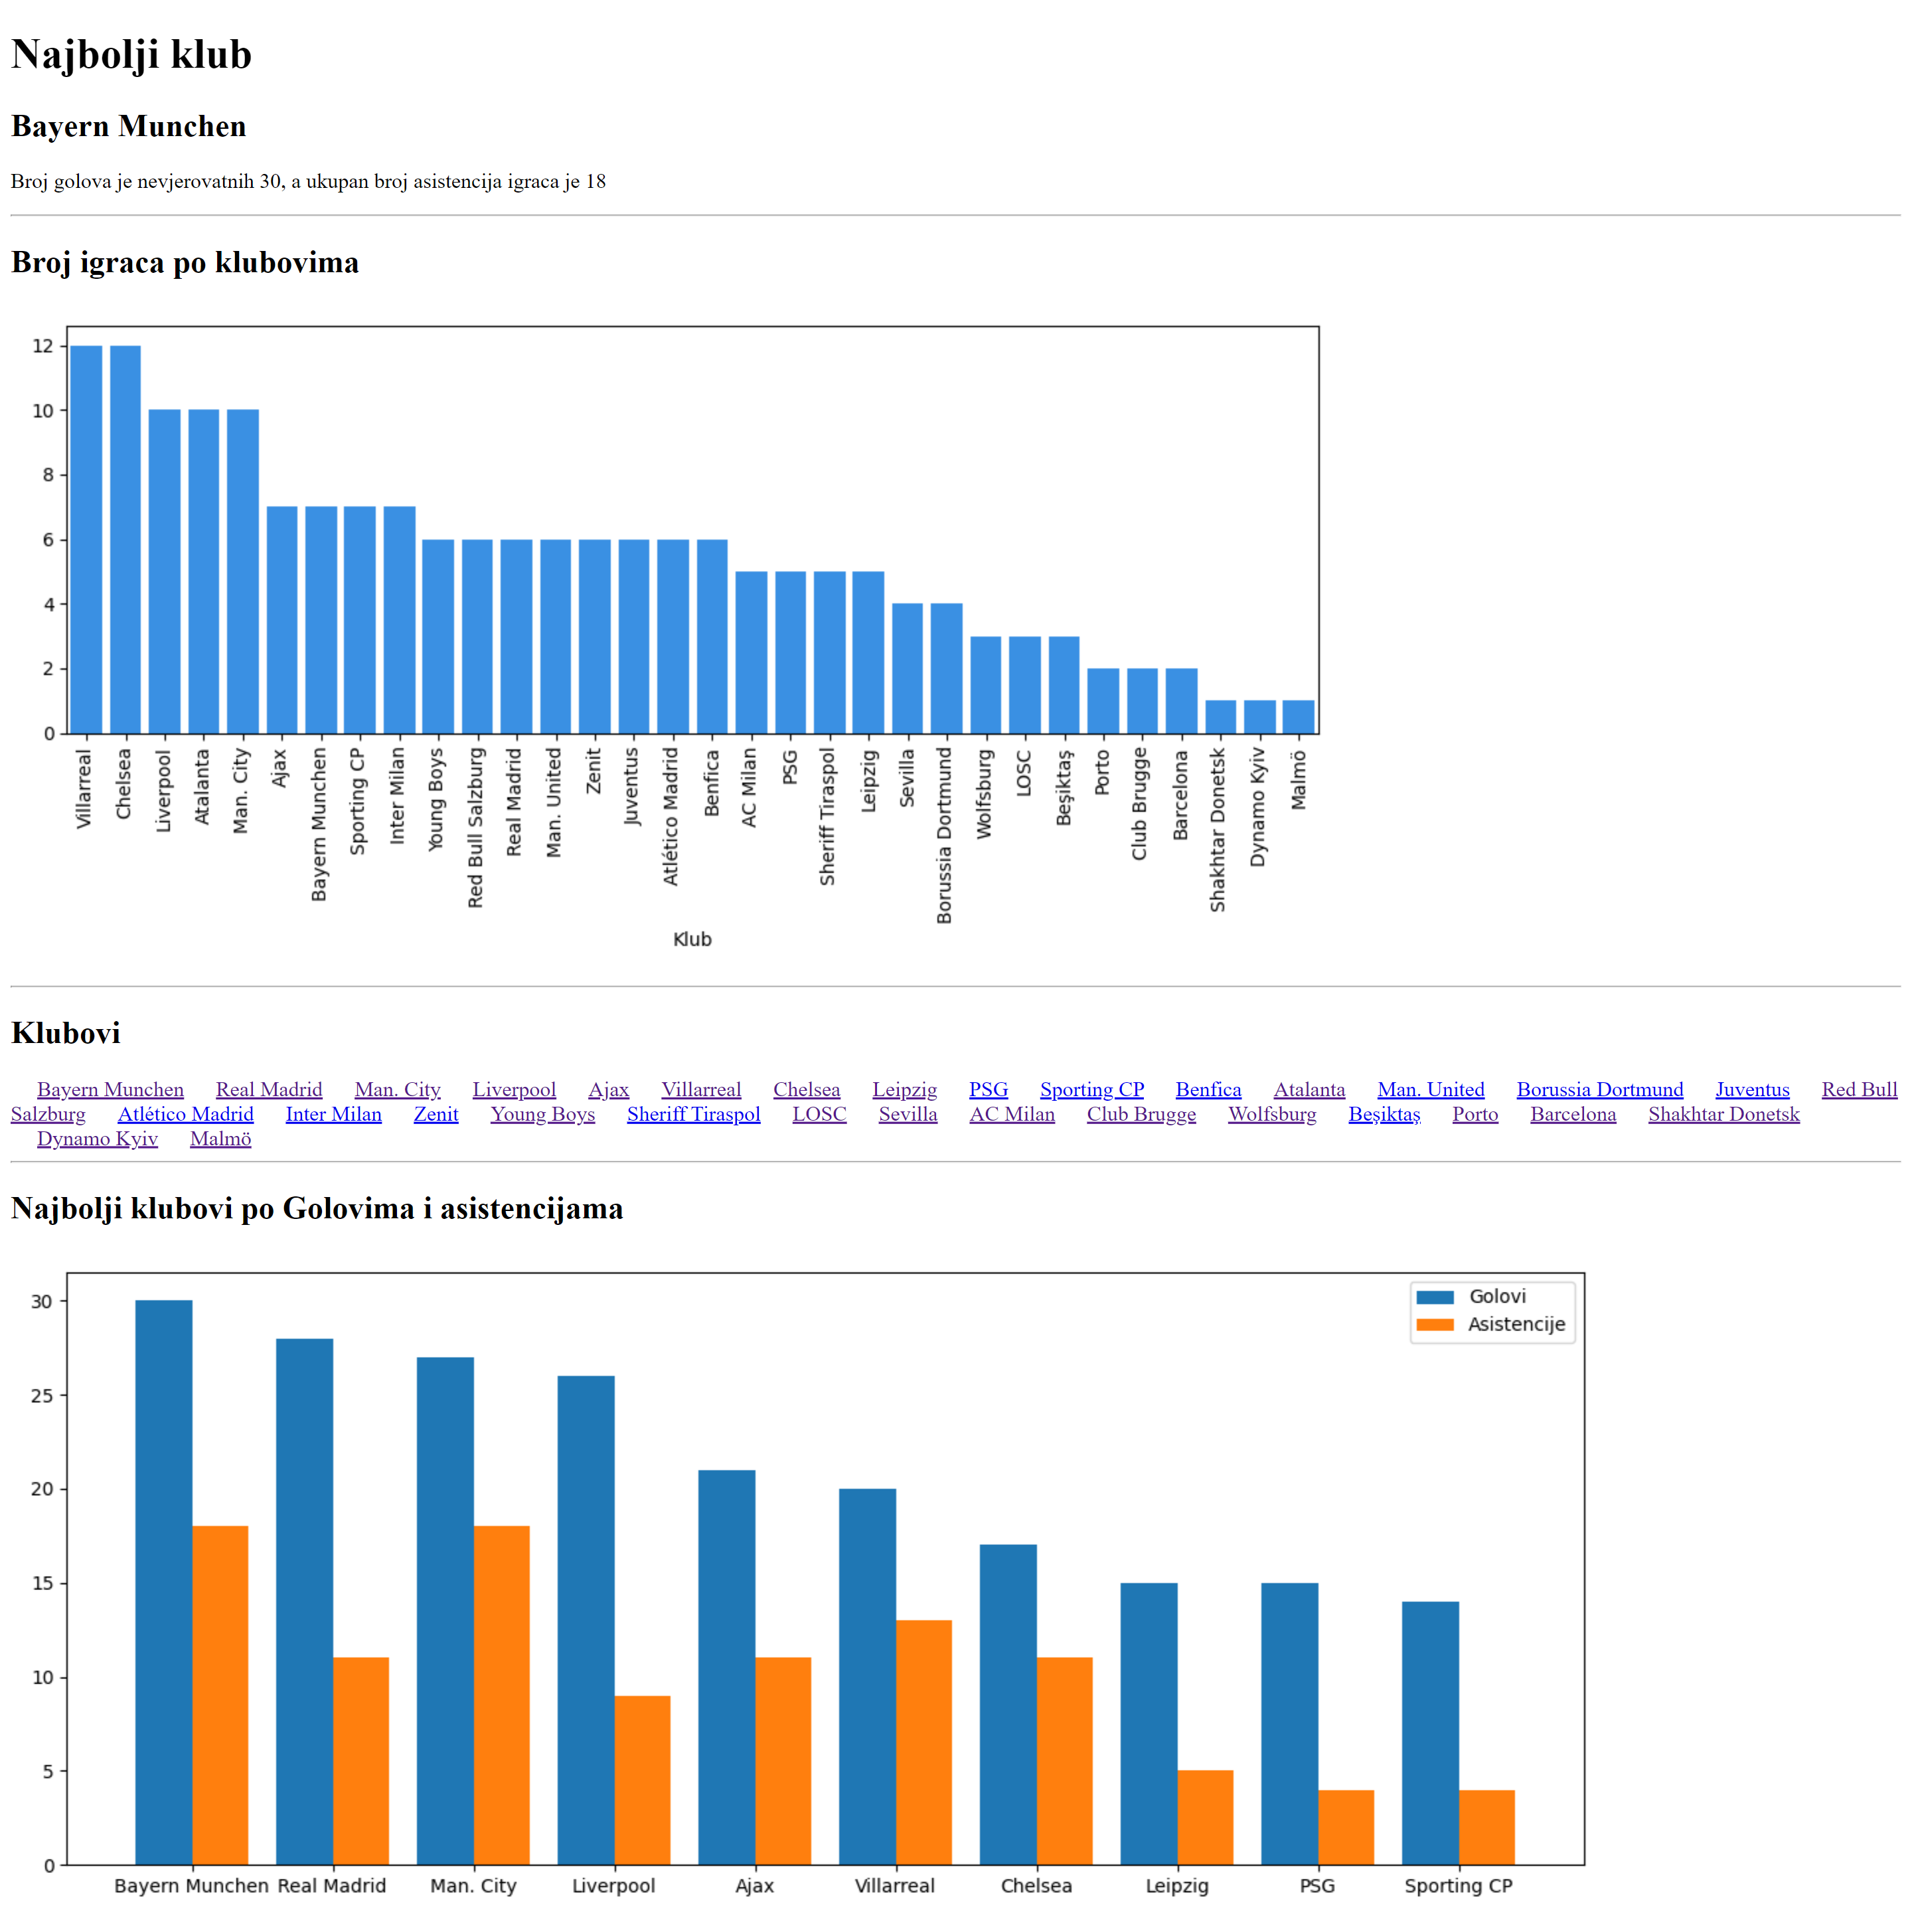 Najbolji klub
Bayern Munchen
Broj golova je nevjerovatnih 30, a ukupan broj asistencija igraca je 18
Broj igraca po klubovima
12
10
8
6
4
2
0
Villarreal
Chelsea
Liverpool
Atalanta
Man. City
Ajax
Bayern Munchen
Sporting CP
Inter Milan
Young Boys
Red Bull Salzburg
Real Madrid
Man. United
Zenit
Juventus
Atlético Madrid
Benfica
AC Milan
PSG
Sheriff Tiraspol
Leipzig
Sevilla
Borussia Dortmund
Wolfsburg
LOSC
Beşiktaş
Porto
Club Brugge
Barcelona
Shakhtar Donetsk
Dynamo Kyiv
Malmö
Klub
Klubovi
Bayern Munchen Real Madrid Man. City Liverpool Ajax Villarreal Chelsea Leipzig PSG Sporting CP Benfica Atalanta Man. United Borussia Dortmund Juventus Red Bull
Salzburg Atlético Madrid Inter Milan Zenit Young Boys Sheriff Tiraspol LOSC Sevilla AC Milan Club Brugge Wolfsburg Beşiktaş Porto Barcelona Shakhtar Donetsk
Dynamo Kyiv Malmö
Najbolji klubovi po Golovima i asistencijama
Golovi
Asistencije
30
25
20
15
10
5
0
Bayern Munchen Real Madrid Man. City Liverpool Ajax Villarreal Chelsea Leipzig PSG Sporting CP